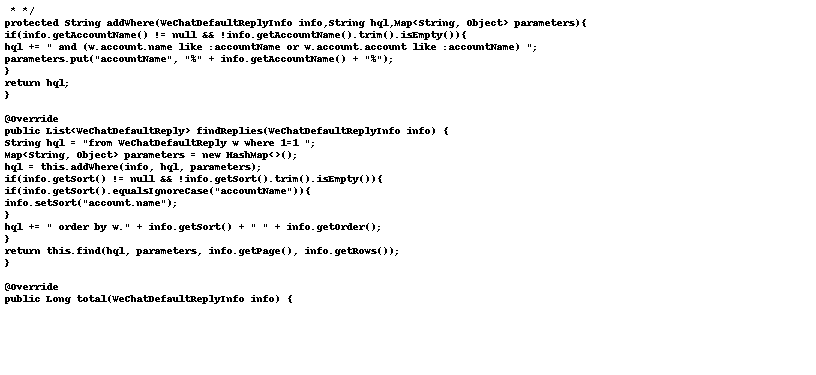 * */
protected String addWhere(WeChatDefaultReplyInfo info,String hql,Map<String, Object> parameters){
if(info.getAccountName() != null && !info.getAccountName().trim().isEmpty()){
hql += " and (w.account.name like :accountName or w.account.account like :accountName) ";
parameters.put("accountName", "%" + info.getAccountName() + "%");
}
return hql;
}

@Override
public List<WeChatDefaultReply> findReplies(WeChatDefaultReplyInfo info) {
String hql = "from WeChatDefaultReply w where 1=1 ";
Map<String, Object> parameters = new HashMap<>();
hql = this.addWhere(info, hql, parameters);
if(info.getSort() != null && !info.getSort().trim().isEmpty()){
if(info.getSort().equalsIgnoreCase("accountName")){
info.setSort("account.name");
}
hql += " order by w." + info.getSort() + " " + info.getOrder();
}
return this.find(hql, parameters, info.getPage(), info.getRows());
}

@Override
public Long total(WeChatDefaultReplyInfo info) {